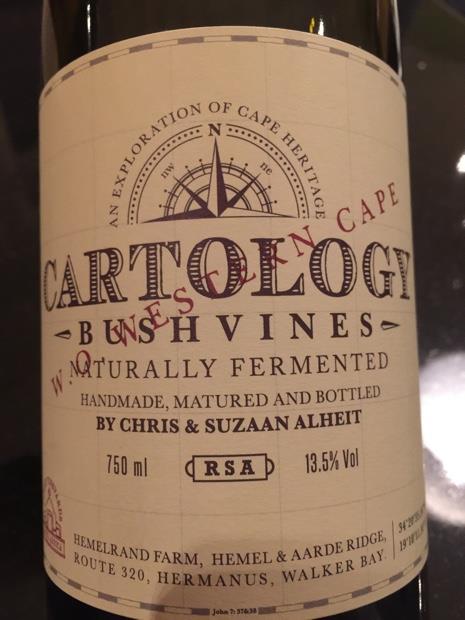 AN EXPLORATION OF CAPE HERITAGE
N
nw ne
CARTOLOGY
W.O. WESTERN CAPE
BUSHVINES
NATURALLY FERMENTED
HANDMADE, MATURED AND BOTTLED
BY CHRIS & SUZAAN ALHEIT
750 ml RSA 13.5% Vol
HEMELRAND FARM, HEMEL & AARDE RIDGE,
ROUTE 320, HERMANUS, WALKER BAY.